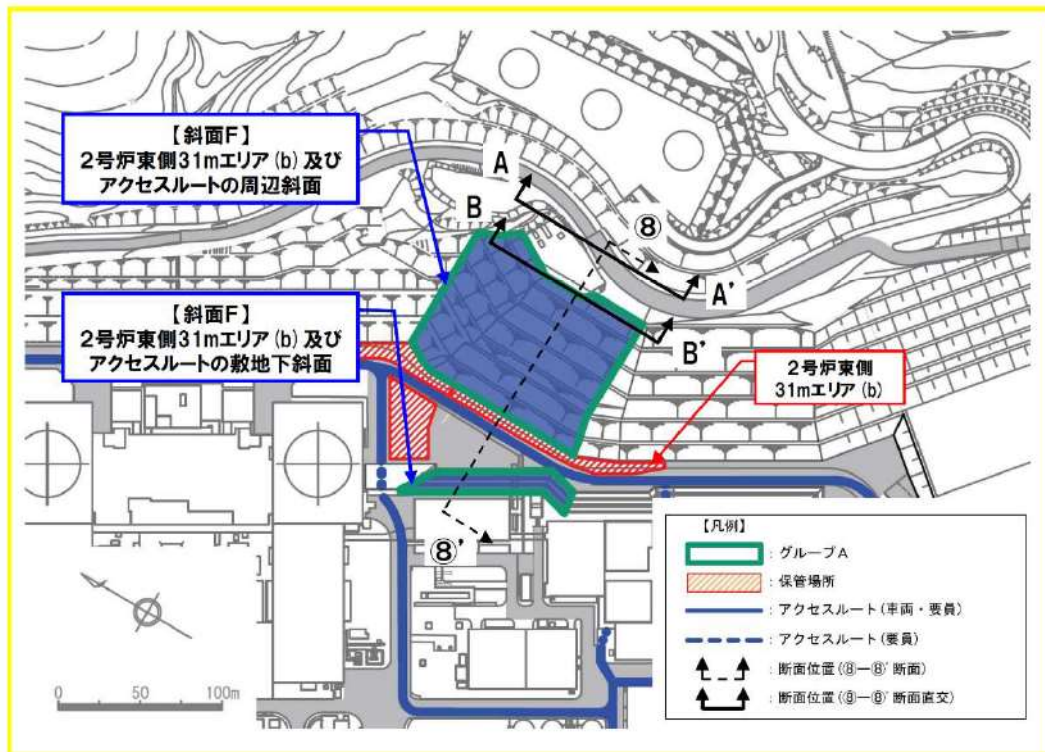 【斜面F】
2号炉東側31mエリア(b)及び
アクセスルートの周辺斜面
A
B
⑧
A'
B'
【斜面F】
2号炉東側31mエリア(b)及び
アクセスルートの敷地下斜面
2号炉東側
31mエリア(b)
⑧'
0 50 100m
【凡例】
:グループA
:保管場所
:アクセスルート(車両・要員)
:アクセスルート(要員)
:断面位置(⑧―⑧'断面)
:断面位置(⑧―⑧'断面直交)